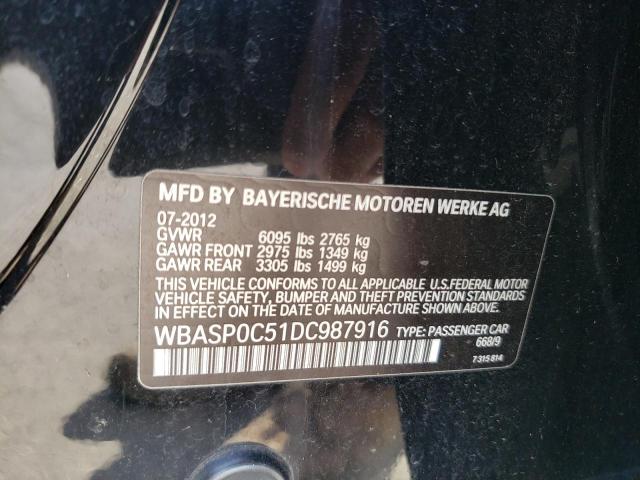 MFD BY BAYERISCHE MOTOREN WERKE AG
07-2012
GVWR 6095 lbs 2765 kg
GAWR FRONT 2975 lbs 1349 kg
GAWR REAR 3305 lbs 1499 kg
THIS VEHICLE CONFORMS TO ALL APPLICABLE U.S.FEDERAL MOTOR
VEHICLE SAFETY, BUMPER AND THEFT PREVENTION STANDARDS
IN EFFECT ON THE DATE OF MANUFACTURE SHOWN ABOVE.
WBASP0C51DC987916 TYPE: PASSENGER CAR
668/9
7 315 814